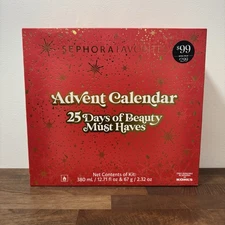 SEPHORA FAVORITES
$99
Advent Calendar
25 Days of Beauty
Must Haves
Net Contents of Kit:
380 mL / 12.71 fl oz & 67 g / 2.32 oz